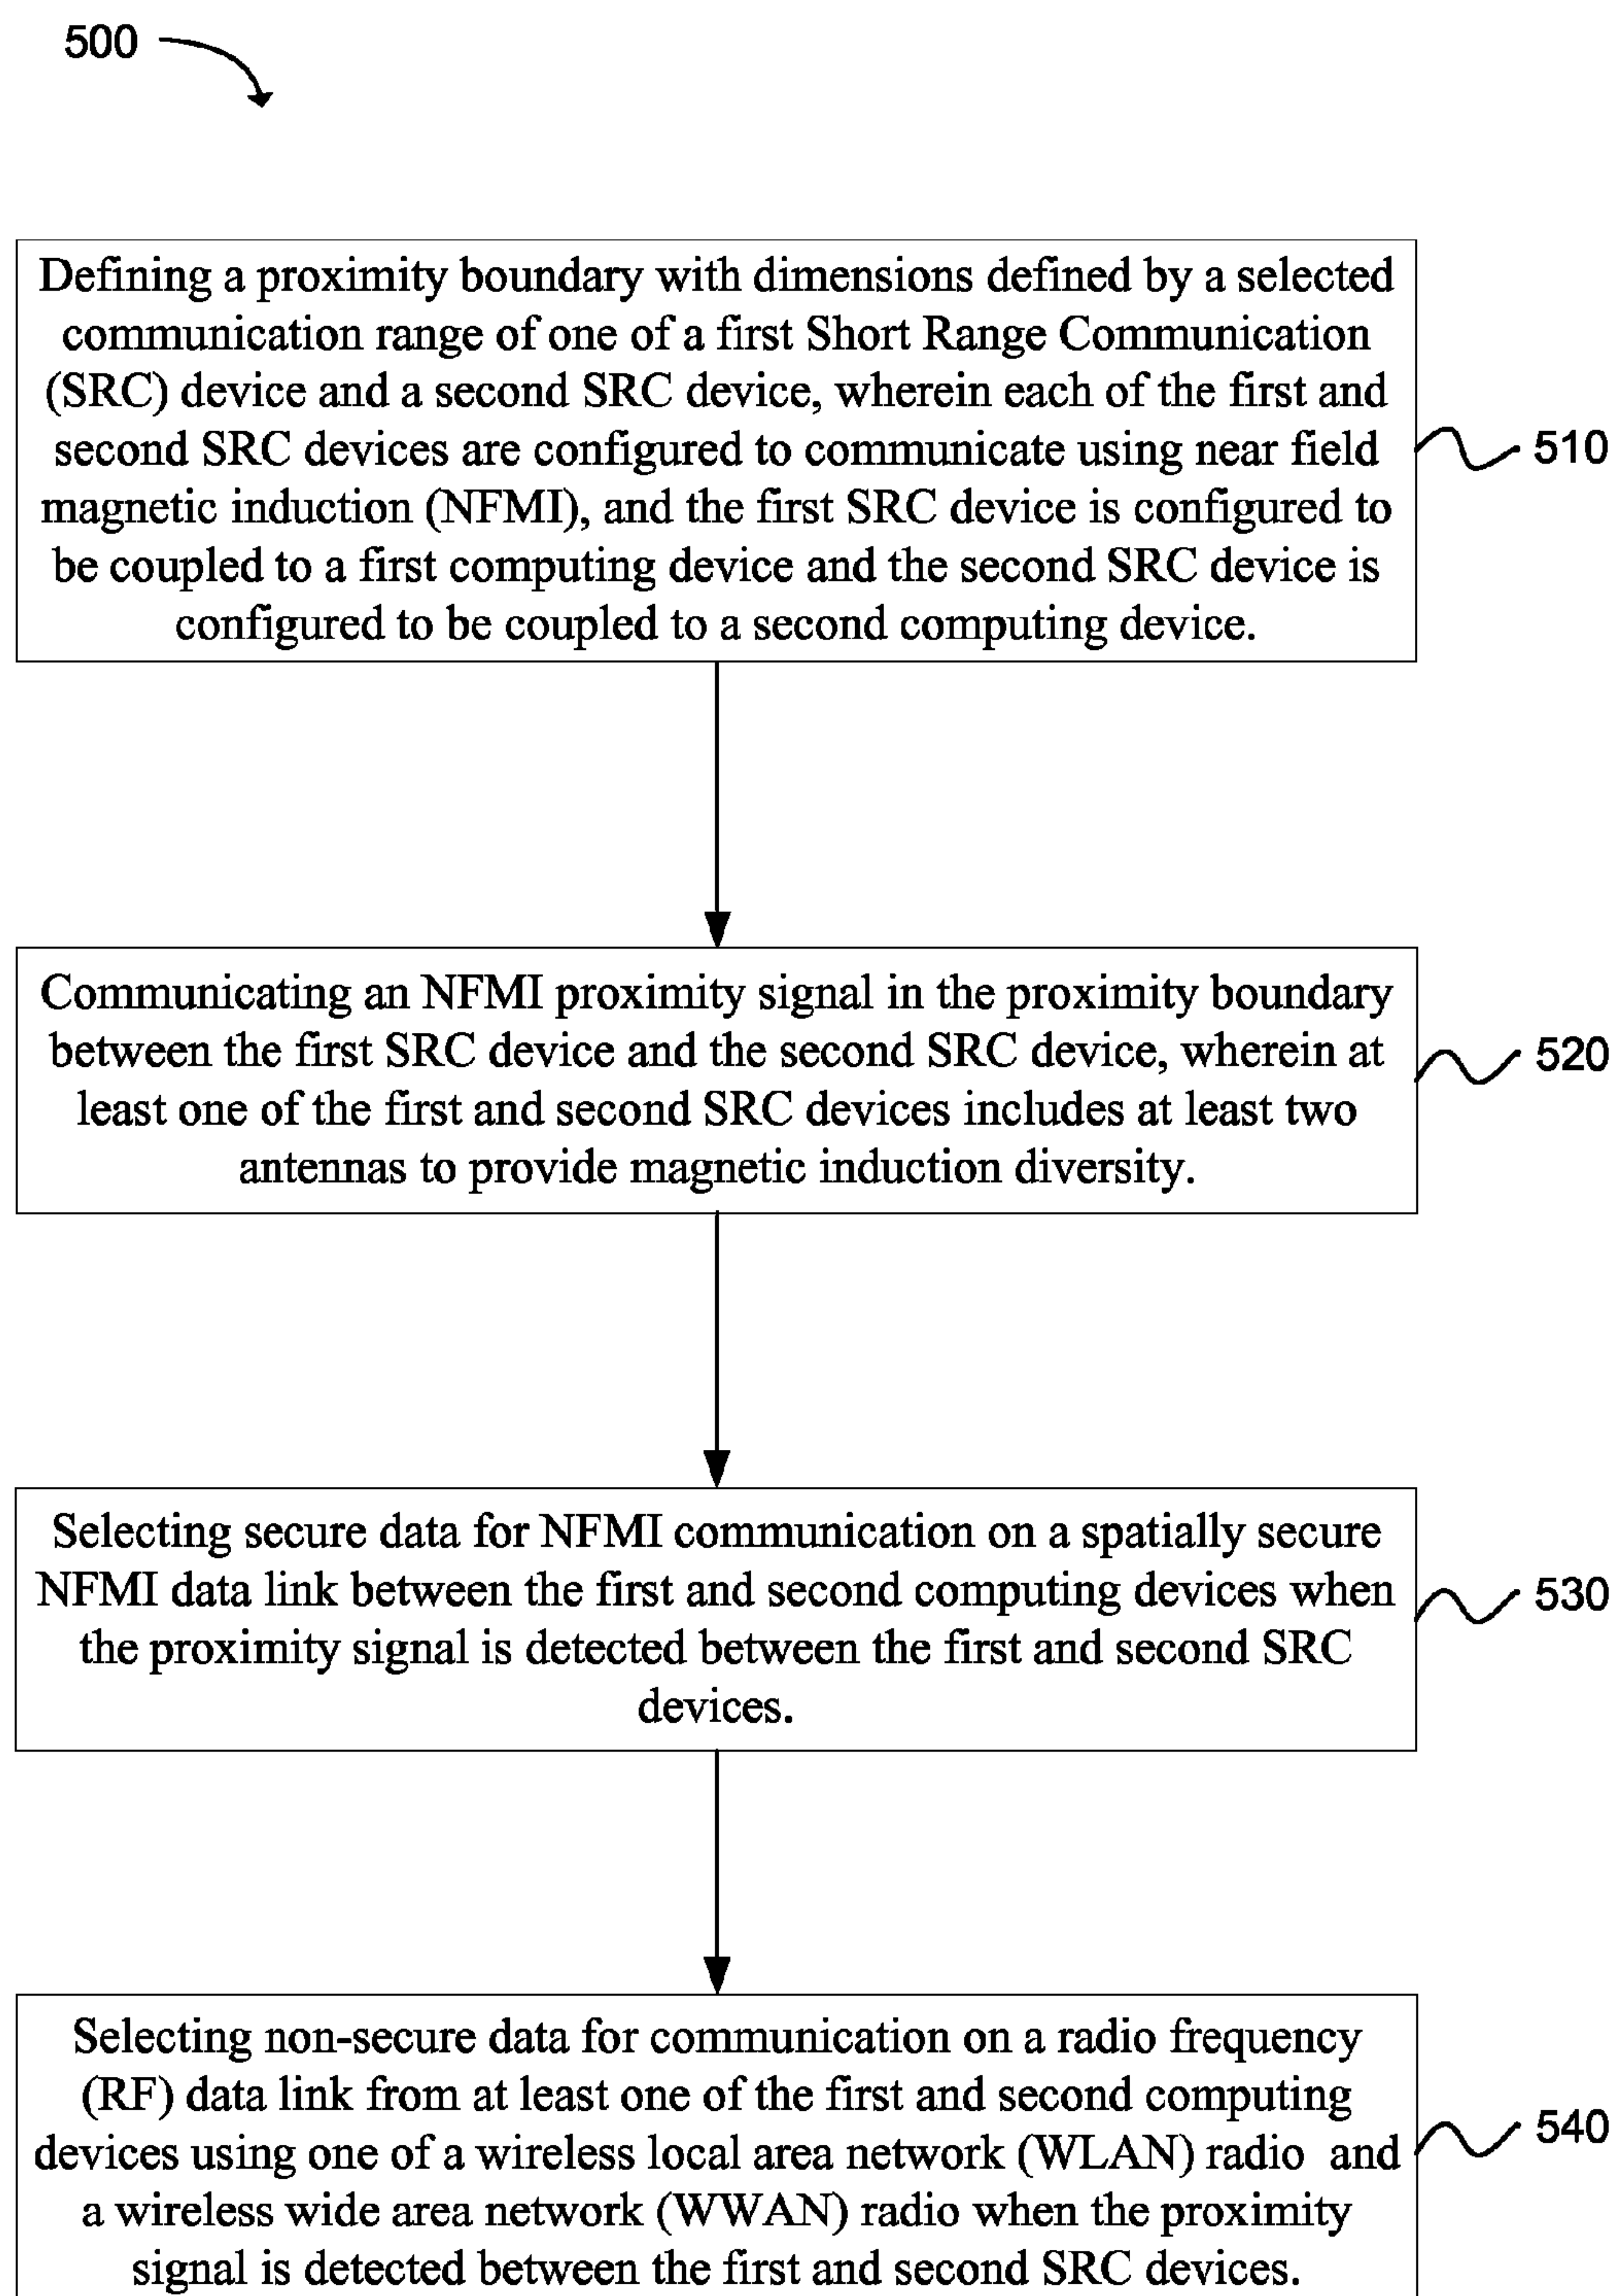 500
Defining a proximity boundary with dimensions defined by a selected
communication range of one of a first Short Range Communication
(SRC) device and a second SRC device, wherein each of the first and
second SRC devices are configured to communicate using near field
magnetic induction (NFMI), and the first SRC device is configured to
be coupled to a first computing device and the second SRC device is
configured to be coupled to a second computing device.
510
Communicating an NFMI proximity signal in the proximity boundary
between the first SRC device and the second SRC device, wherein at
least one of the first and second SRC devices includes at least two
antennas to provide magnetic induction diversity.
520
Selecting secure data for NFMI communication on a spatially secure
NFMI data link between the first and second computing devices when
the proximity signal is detected between the first and second SRC
devices.
530
Selecting non-secure data for communication on a radio frequency
(RF) data link from at least one of the first and second computing
devices using one of a wireless local area network (WLAN) radio and
a wireless wide area network (WWAN) radio when the proximity
signal is detected between the first and second SRC devices.
540